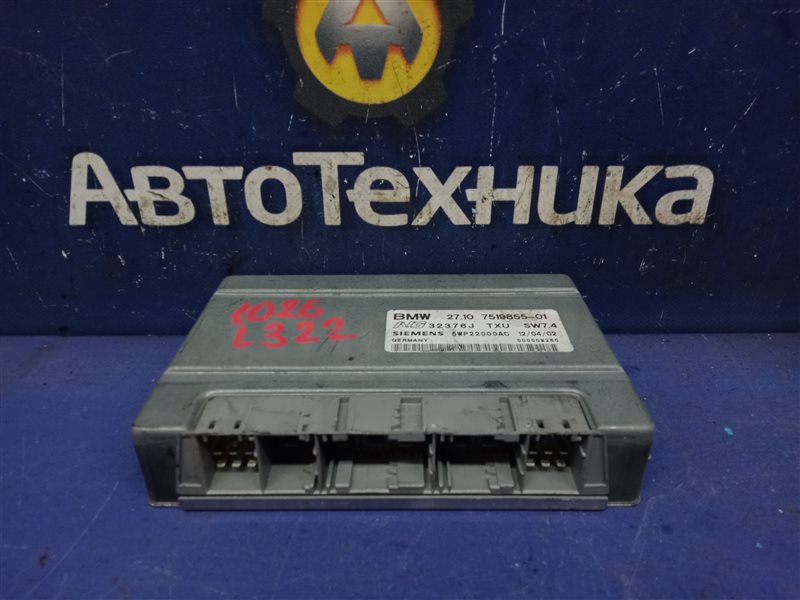 АвтоТехника
1026
L322
BMW 27.10 7519855-01
32376J TXU SW7.4
SIEMENS 5WP22000AC 12/04/02
GERMANY